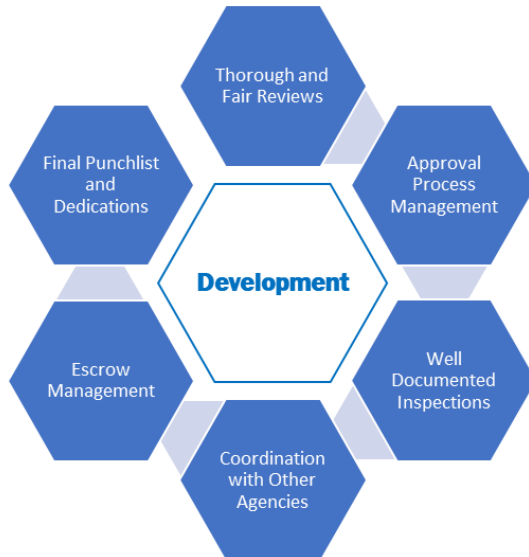 Thorough and
Fair Reviews
Approval
Process
Management
Well
Documented
Inspections
Coordination
with Other
Agencies
Escrow
Management
Final Punchlist
and
Dedications
Development